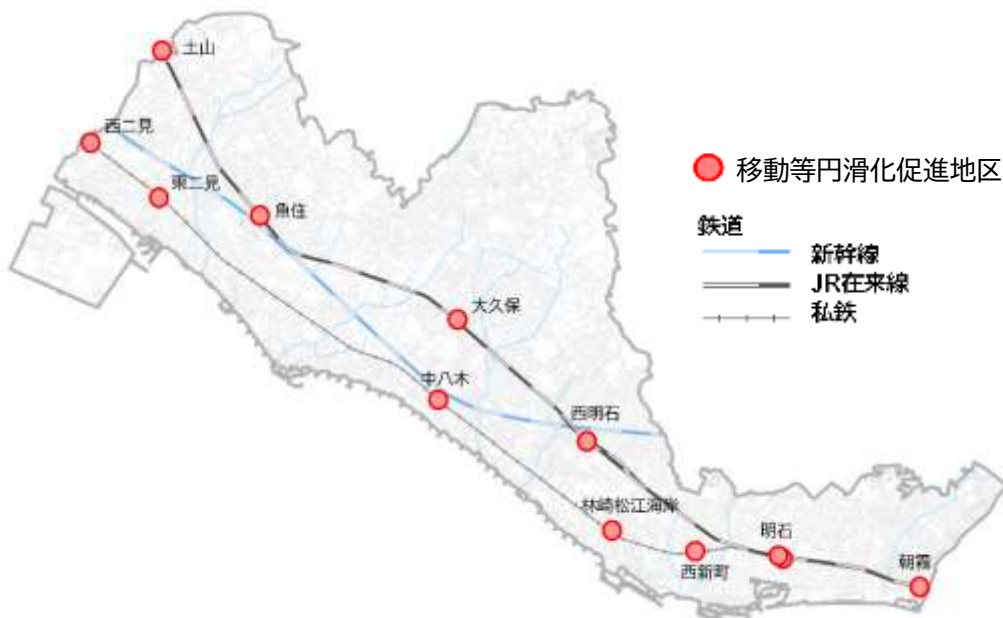 土山
西二見
東二見
魚住
移動等円滑化促進地区
鉄道
新幹線
JR在来線
私鉄
大久保
中八木
西明石
林崎松江海岸
明石
西新町
朝霧